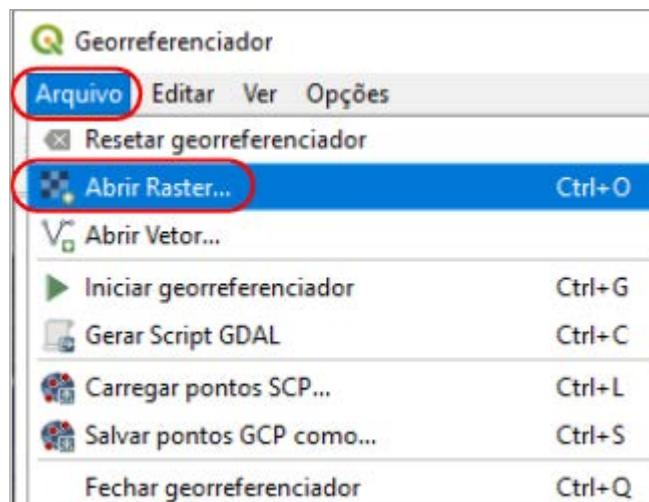 Georreferenciador
Arquivo Editar Ver Opções
Resetar georreferenciador
Abrir Raster... Ctrl+O
Abrir Vetor...
Iniciar georreferenciador Ctrl+G
Gerar Script GDAL Ctrl+C
Carregar pontos SCP... Ctrl+L
Salvar pontos GCP como... Ctrl+S
Fechar georreferenciador Ctrl+Q